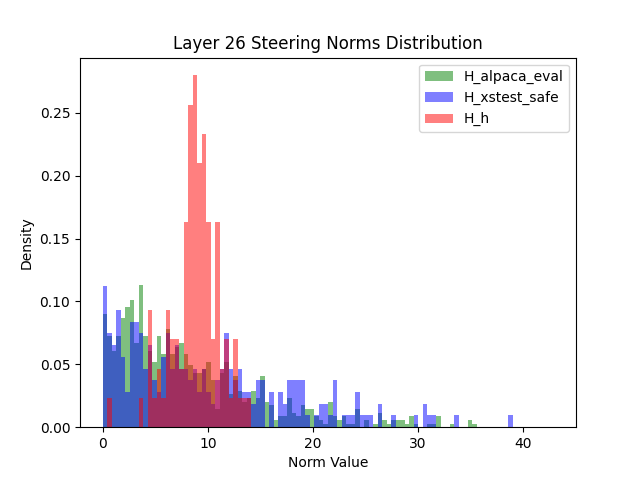 Layer 26 Steering Norms Distribution
H_alpaca_eval
H_xstest_safe
H_h
0.25
0.20
0.15
0.10
0.05
0.00
Density
0 10 20 30 40
Norm Value